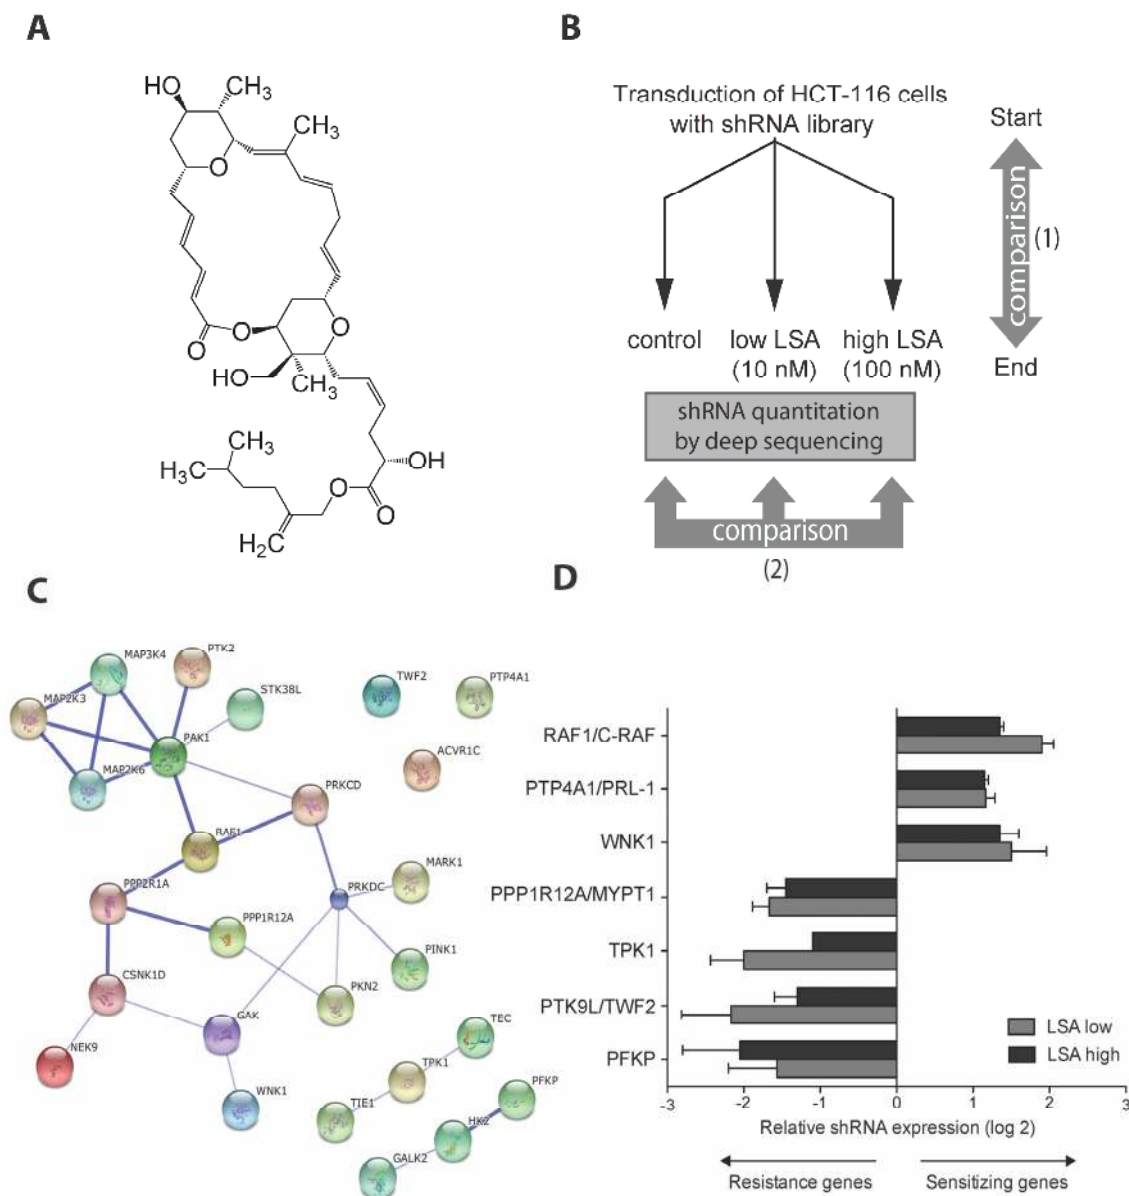 A
HO
CH3
CH3
O
O
O
O
HO
CH3
CH3
H3C
OH
O
O
H2C
B
Transduction of HCT-116 cells
with shRNA library
Start
comparison
(1)
control
low LSA
(10 nM)
high LSA
(100 nM)
End
shRNA quantitation
by deep sequencing
comparison
(2)
C
MAP3K4
PTK2
MAP2K3
STK38L
TWF2
PTP4A1
PAK1
ACVR1C
MAP2K6
PRKCD
RAF1
MARK1
PPP2R1A
PRKDC
PPP1R12A
PINK1
CSNK1D
PKN2
GAK
NEK9
TEC
TPK1
WNK1
TIE1
PFKP
HK2
GALK2
D
RAF1/C-RAF
PTP4A1/PRL-1
WNK1
PPP1R12A/MYPT1
TPK1
PTK9L/TWF2
PFKP
LSA low
LSA high
-3 -2 -1 0 1 2 3
Relative shRNA expression (log 2)
Resistance genes
Sensitizing genes